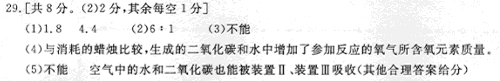 29.[共8分。(2)2分,其余每空1分]
(1)1.8 4.4 (2)6∶1 (3)不能
(4)与消耗的蜡烛比较,生成的二氧化碳和水中增加了参加反应的氧气所含氧元素质量。
(5)不能 空气中的水和二氧化碳也能被装置Ⅱ、装置Ⅲ吸收(其他合理答案给分)